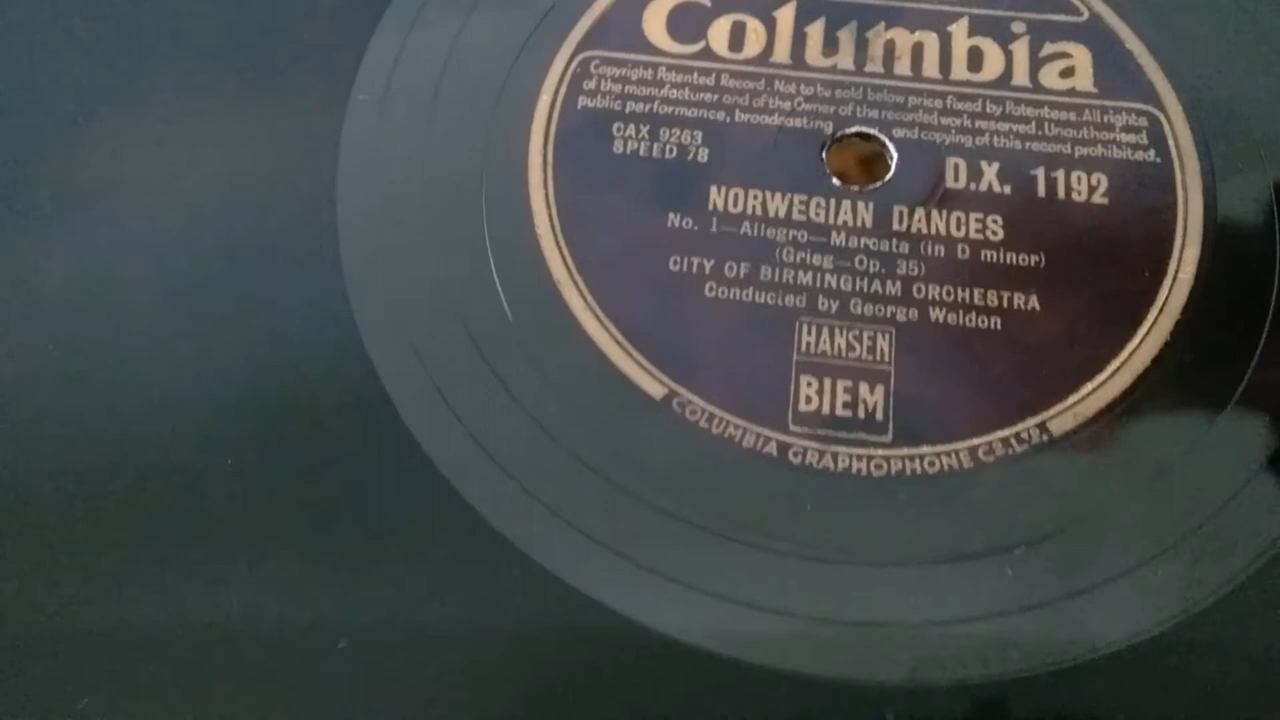 Columbia
Copyright Patented Record. Not to be sold below price fixed by Patentees. All rights
of the manufacturer and of the Owner of the recorded work reserved. Unauthorised
public performance, broadcasting and copying of this record prohibited.
CAX 9263
SPEED 78
D.X. 1192
NORWEGIAN DANCES
No. 1—Allegro—Marcata (in D minor)
(Grieg—Op. 35)
CITY OF BIRMINGHAM ORCHESTRA
Conducted by George Weldon
HANSEN
BIEM
COLUMBIA GRAPHOPHONE Co. LTD.